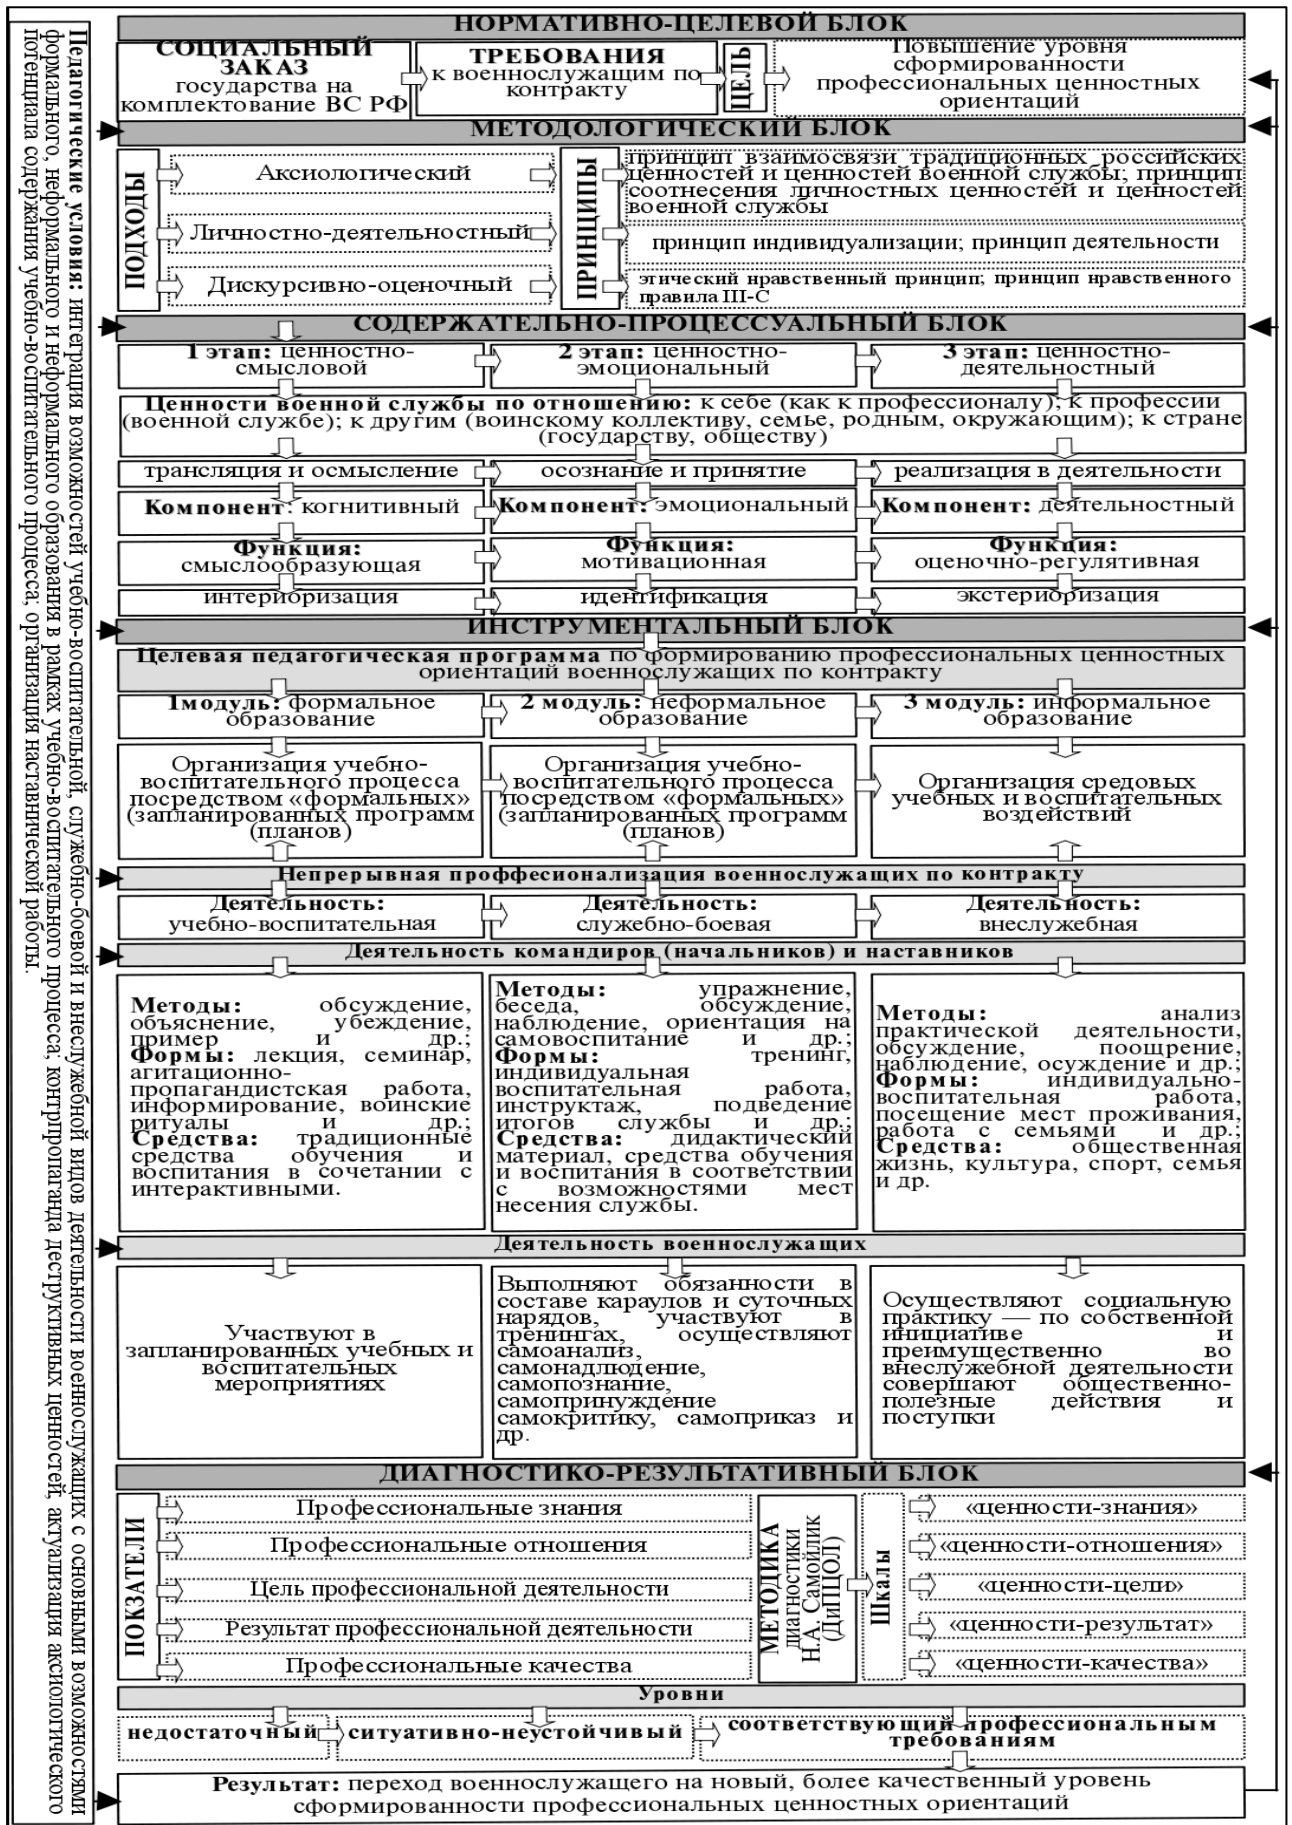 Педагогические условия: интеграция возможностей учебно-воспитательной, служебно-боевой и внеслужебной видов деятельности военнослужащих с основными возможностями
формального, неформального и неформального образования в рамках учебно-воспитательного процесса; контрпропаганда деструктивных ценностей; актуализация аксиологического
потенциала содержания учебно-воспитательного процесса; организация наставнической работы.
НОРМАТИВНО-ЦЕЛЕВОЙ БЛОК
СОЦИАЛЬНЫЙ
ЗАКАЗ
государства на
комплектование ВС РФ
ТРЕБОВАНИЯ
к военнослужащим по
контракту
ЦЕЛЬ
Повышение уровня
сформированности
профессиональных ценностных
ориентаций
МЕТОДОЛОГИЧЕСКИЙ БЛОК
ПОДХОДЫ
Аксиологический
Личностно-деятельностный
Дискурсивно-оценочный
ПРИНЦИПЫ
принцип взаимосвязи традиционных российских
ценностей и ценностей военной службы; принцип
соотнесения личностных ценностей и ценностей
военной службы
принцип индивидуализации; принцип деятельности
этический нравственный принцип; принцип нравственного
правила Ш-С
СОДЕРЖАТЕЛЬНО-ПРОЦЕССУАЛЬНЫЙ БЛОК
1 этап: ценностно-
смысловой
2 этап: ценностно-
эмоциональный
3 этап: ценностно-
деятельностный
Ценности военной службы по отношению: к себе (как к профессионалу); к профессии
(военной службе); к другим (воинскому коллективу, семье, родным, окружающим); к стране
(государству, обществу)
трансляция и осмысление
осознание и принятие
реализация в деятельности
Компонент: когнитивный
Компонент: эмоциональный
Компонент: деятельностный
Функция:
смыслообразующая
Функция:
мотивационная
Функция:
оценочно-регулятивная
интериоризация
идентификация
экстериоризация
ИНСТРУМЕНТАЛЬНЫЙ БЛОК
Целевая педагогическая программа по формированию профессиональных ценностных
ориентаций военнослужащих по контракту
1модуль: формальное
образование
2 модуль: неформальное
образование
3 модуль: информальное
образование
Организация учебно-
воспитательного процесса
посредством «формальных»
(запланированных программ
(планов)
Организация учебно-
воспитательного процесса
посредством «формальных»
(запланированных программ
(планов)
Организация средовых
учебных и воспитательных
воздействий
Непрерывная проффесионализация военнослужащих по контракту
Деятельность:
учебно-воспитательная
Деятельность:
служебно-боевая
Деятельность:
внеслужебная
Деятельность командиров (начальников) и наставников
Методы: обсуждение,
объяснение, убеждение,
пример и др.;
Формы: лекция, семинар,
агитационно-
пропагандистская работа,
информирование, воинские
ритуалы и др.;
Средства: традиционные
средства обучения и
воспитания в сочетании с
интерактивными.
Методы: упражнение,
беседа, обсуждение,
наблюдение, ориентация на
самовоспитание и др.;
Формы: тренинг,
индивидуальная
воспитательная работа,
инструктаж, подведение
итогов службы и др.;
Средства: дидактический
материал, средства обучения
и воспитания в соответствии
с возможностями мест
несения службы.
Методы: анализ
практической деятельности,
обсуждение, поощрение,
наблюдение, осуждение и др.;
Формы: индивидуально-
воспитательная работа,
посещение мест проживания,
работа с семьями и др.;
Средства: общественная
жизнь, культура, спорт, семья
и др.
Деятельность военнослужащих
Участвуют в
запланированных учебных и
воспитательных
мероприятиях
Выполняют обязанности в
составе караулов и суточных
нарядов, участвуют в
тренингах, осуществляют
самоанализ,
самонадлюдение,
самопознание,
самопринуждение
самокритику, самоприказ и
др.
Осуществляют социальную
практику — по собственной
инициативе и
преимущественно во
внеслужебной деятельности
совершают общественно-
полезные действия и
поступки
ДИАГНОСТИКО-РЕЗУЛЬТАТИВНЫЙ БЛОК
ПОКЗАТЕЛИ
Профессиональные знания
Профессиональные отношения
Цель профессиональной деятельности
Результат профессиональной деятельности
Профессиональные качества
МЕТОДИКА
диагностики
Н.А. Самойлик
(ДиПЦОЛ)
Шкалы
«ценности-знания»
«ценности-отношения»
«ценности-цели»
«ценности-результат»
«ценности-качества»
Уровни
недостаточный
ситуативно-неустойчивый
соответствующий профессиональным
требованиям
Результат: переход военнослужащего на новый, более качественный уровень
сформированности профессиональных ценностных ориентаций